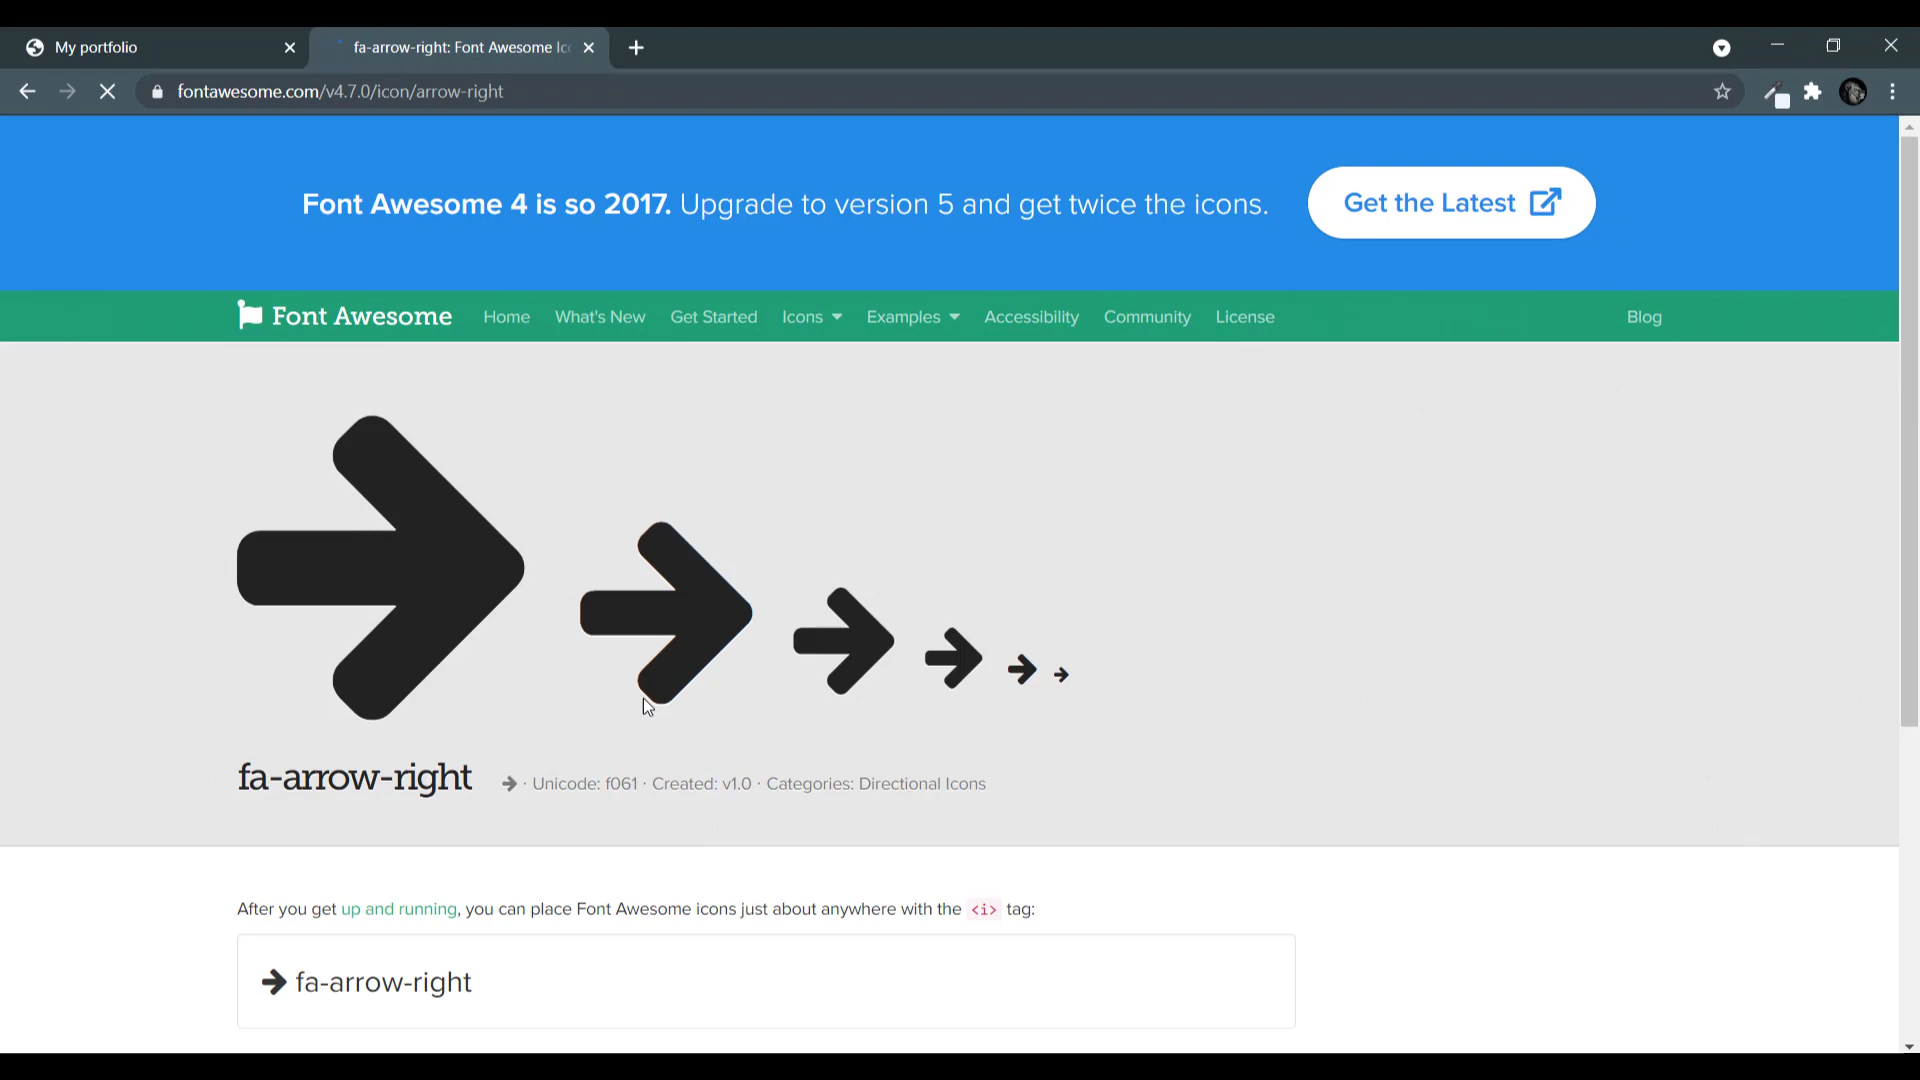 My portfolio
fa-arrow-right: Font Awesome Ic
fontawesome.com/v4.7.0/icon/arrow-right
Font Awesome 4 is so 2017. Upgrade to version 5 and get twice the icons.
Get the Latest
Font Awesome
Home
What's New
Get Started
Icons
Examples
Accessibility
Community
License
Blog
fa-arrow-right
· Unicode: f061 · Created: v1.0 · Categories: Directional Icons
After you get up and running, you can place Font Awesome icons just about anywhere with the <i> tag:
fa-arrow-right